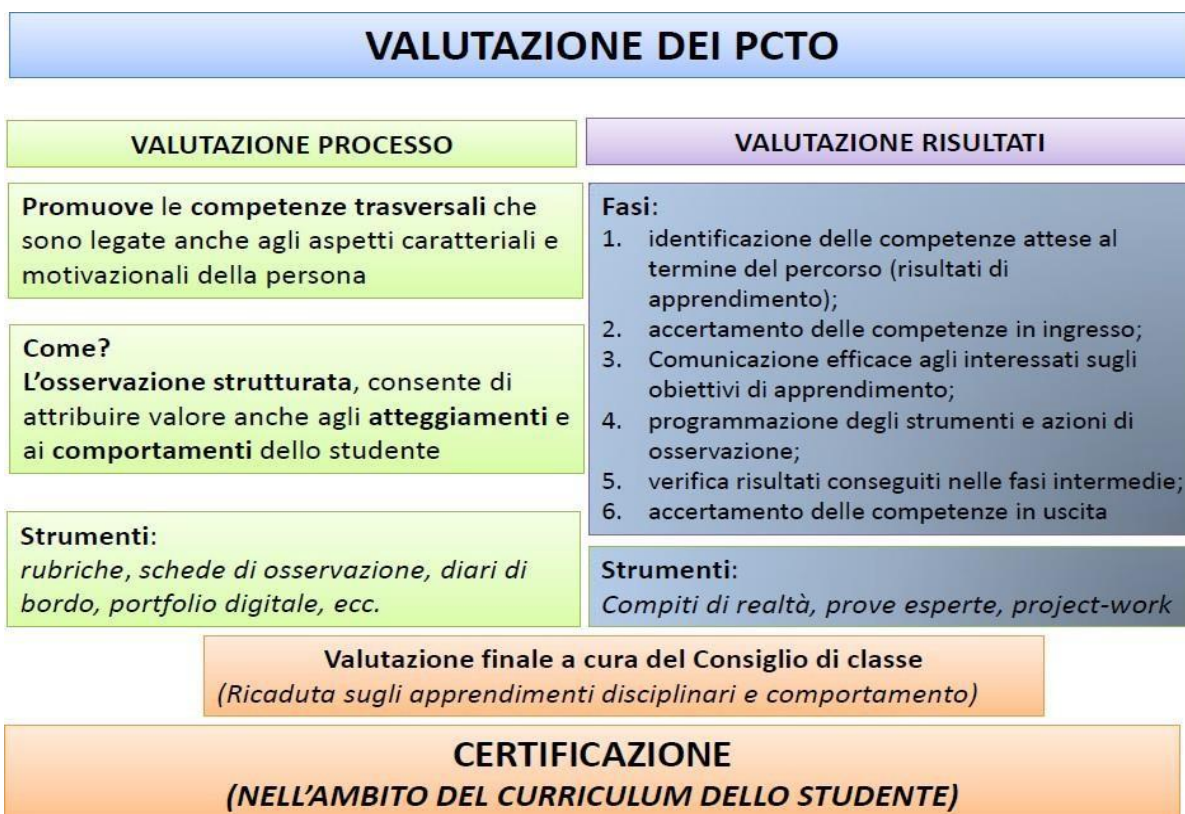 VALUTAZIONE DEI PCTO
VALUTAZIONE PROCESSO
Promuove le competenze trasversali che
sono legate anche agli aspetti caratteriali e
motivazionali della persona
Come?
L'osservazione strutturata, consente di
attribuire valore anche agli atteggiamenti e
ai comportamenti dello studente
Strumenti:
rubriche, schede di osservazione, diari di
bordo, portfolio digitale, ecc.
VALUTAZIONE RISULTATI
Fasi:
1. identificazione delle competenze attese al
termine del percorso (risultati di
apprendimento);
2. accertamento delle competenze in ingresso;
3. Comunicazione efficace agli interessati sugli
obiettivi di apprendimento;
4. programmazione degli strumenti e azioni di
osservazione;
5. verifica risultati conseguiti nelle fasi intermedie;
6. accertamento delle competenze in uscita
Strumenti:
Compiti di realtà, prove esperte, project-work
Valutazione finale a cura del Consiglio di classe
(Ricaduta sugli apprendimenti disciplinari e comportamento)
CERTIFICAZIONE
(NELL'AMBITO DEL CURRICULUM DELLO STUDENTE)